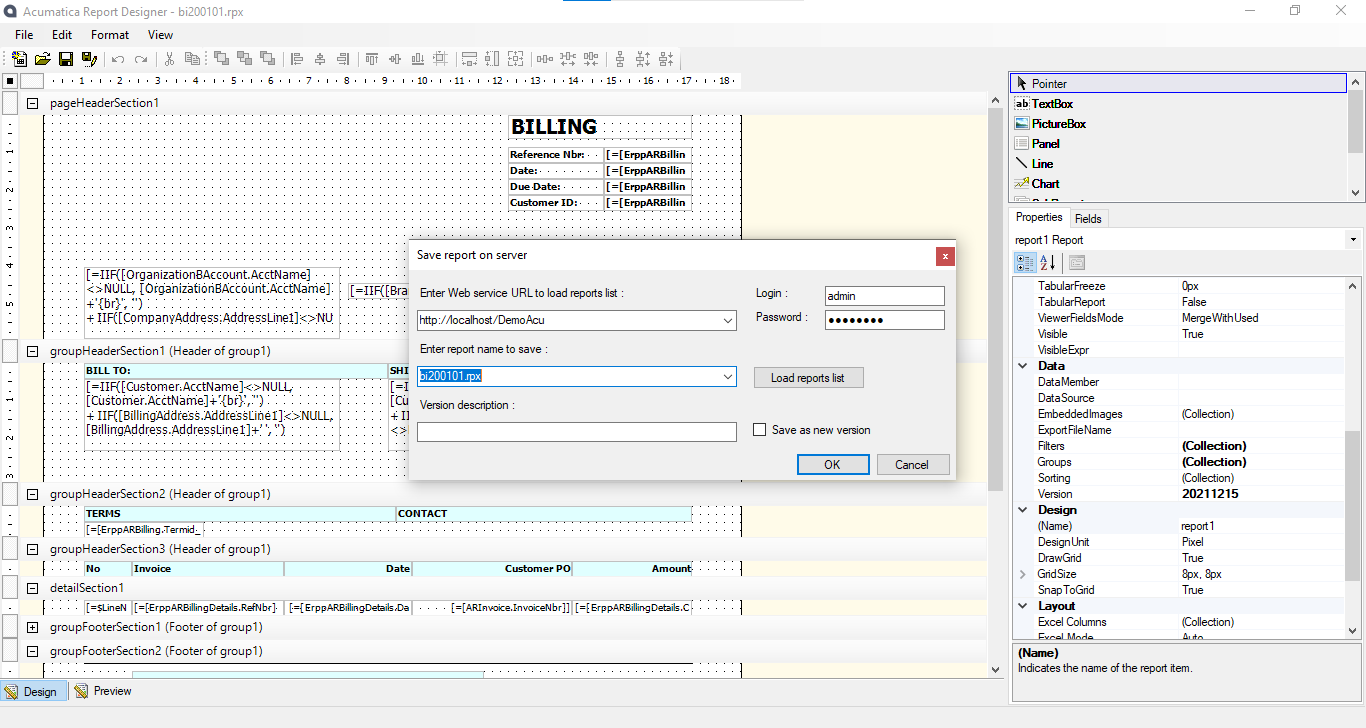 Acumatica Report Designer - bi200101.rpx
File Edit Format View
1 2 3 4 5 6 7 8 9 10 11 12 13 14 15 16 17 18
pageHeaderSection1
BILLING
Reference Nbr: [=[ErppARBillin
Date: [=[ErppARBillin
Due Date: [=[ErppARBillin
Customer ID: [=[ErppARBillin
[=IIF([OrganizationBAccount.AcctName]
<>NULL, [OrganizationBAccount.AcctName]
+'{br}', '')
+ IIF([CompanyAddress.AddressLine1]<>NU
[=IIF([Bra
groupHeaderSection1 (Header of group1)
BILL TO: SHI
[=IIF([Customer.AcctName]<>NULL,
[Customer.AcctName]+'{br}','')
+ IIF([BillingAddress.AddressLine1]<>NULL,
[BillingAddress.AddressLine1]+' ', '')
[=I
[Cu
+ II
<>
groupHeaderSection2 (Header of group1)
TERMS CONTACT
[=[ErppARBilling.Termid_
groupHeaderSection3 (Header of group1)
No Invoice Date Customer PO Amount
detailSection1
[=$LineN [=[ErppARBillingDetails.RefNbr] [=[ErppARBillingDetails.Da [=[ARInvoice.InvoiceNbr]] [=[ErppARBillingDetails.C
groupFooterSection1 (Footer of group1)
groupFooterSection2 (Footer of group1)
Design Preview
Save report on server
x
Enter Web service URL to load reports list :
http://localhost/DemoAcu
Login :
admin
Password :
Enter report name to save :
bi200101.rpx
Load reports list
Version description :
Save as new version
OK Cancel
Pointer
ab TextBox
PictureBox
Panel
Line
Chart
Properties Fields
report1 Report
TabularFreeze 0px
TabularReport False
ViewerFieldsMode MergeWithUsed
Visible True
VisibleExpr
Data
DataMember
DataSource
EmbeddedImages (Collection)
ExportFileName
Filters (Collection)
Groups (Collection)
Sorting (Collection)
Version 20211215
Design
(Name) report1
DesignUnit Pixel
DrawGrid True
GridSize 8px, 8px
SnapToGrid True
Layout
Excel Columns (Collection)
Excel Mode Auto
(Name)
Indicates the name of the report item.